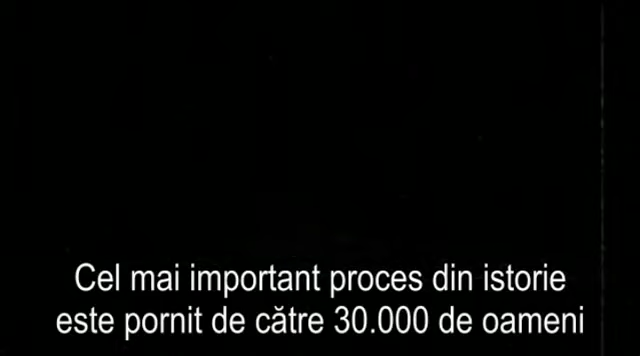 Cel mai important proces din istorie
este pornit de către 30.000 de oameni